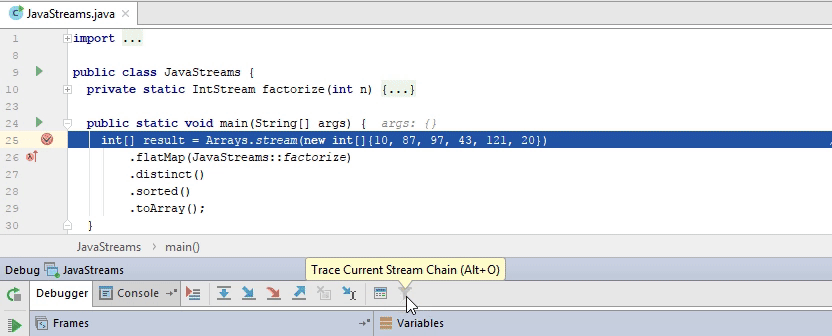 JavaStreams.java
1 import ...
8
9 public class JavaStreams {
10 private static IntStream factorize(int n) {...}
23
24 public static void main(String[] args) { args: {}
25 int[] result = Arrays.stream(new int[]{10, 87, 97, 43, 121, 20})
26 .flatMap(JavaStreams::factorize)
27 .distinct()
28 .sorted()
29 .toArray();
30 }
JavaStreams > main()
Trace Current Stream Chain (Alt+O)
Debug JavaStreams
Debugger Console
Frames Variables